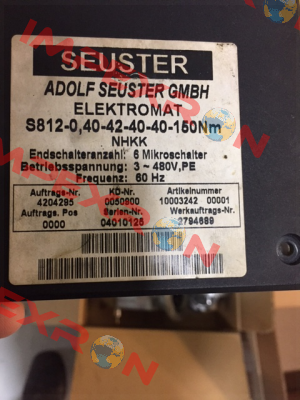 SEUSTER
ADOLF SEUSTER GMBH
ELEKTROMAT
S812-0,40-42-40-40-150Nm
NHKK
Endschalteranzahl: 6 Mikroschalter
Betriebsspannung: 3 ~ 480V,PE
Frequenz: 60 Hz
Auftrags-Nr. KD-Nr. Artikelnummer
4204295 0050900 10003242 00001
Auftrags. Pos Serien-Nr. Werkauftrags-Nr.
0000 04010126 2794689